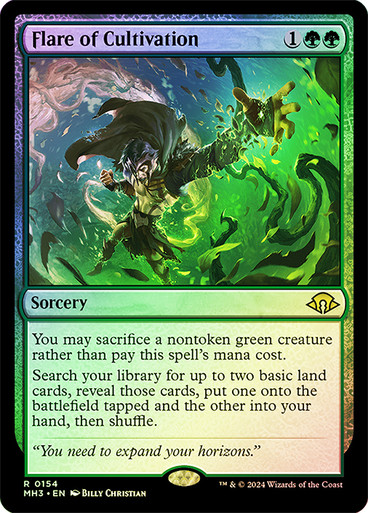 Flare of Cultivation 1
Sorcery
You may sacrifice a nontoken green creature
rather than pay this spell's mana cost.
Search your library for up to two basic land
cards, reveal those cards, put one onto the
battlefield tapped and the other into your
hand, then shuffle.
“You need to expand your horizons.”
R 0154
MH3 • EN Billy Christian
™ & © 2024 Wizards of the Coast